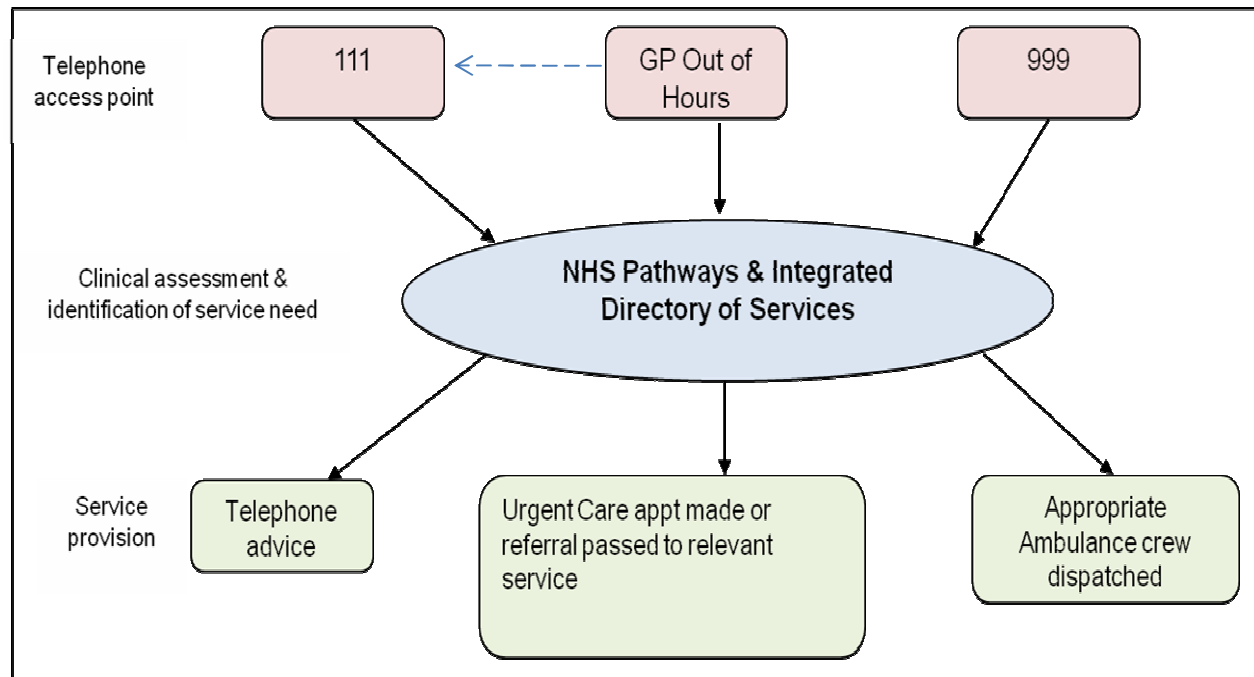 Telephone
access point
111
GP Out of
Hours
999
Clinical assessment &
identification of service need
NHS Pathways & Integrated
Directory of Services
Service
provision
Telephone
advice
Urgent Care appt made or
referral passed to relevant
service
Appropriate
Ambulance crew
dispatched